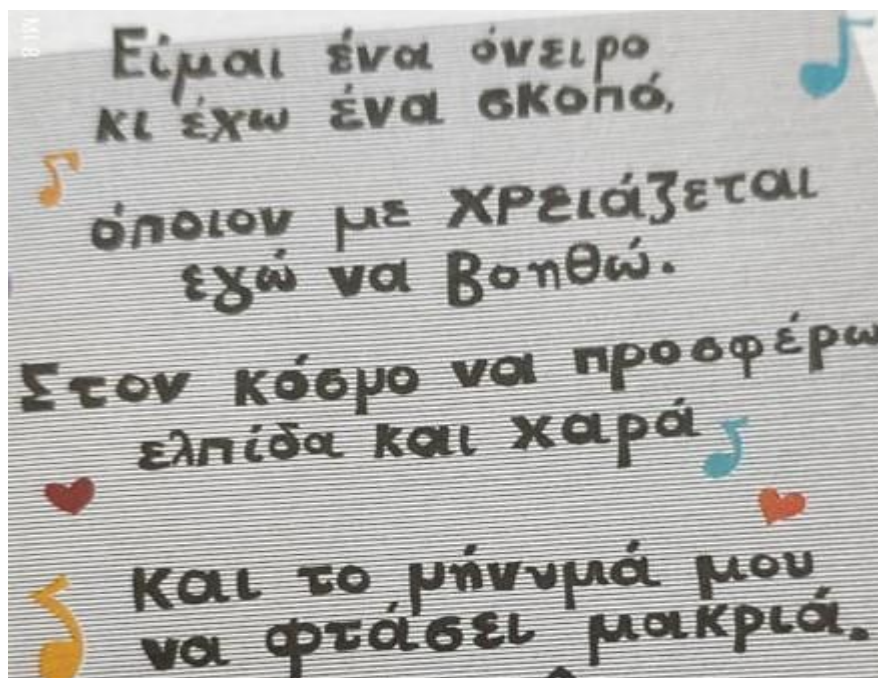 Είμαι ένα όνειρο
κι έχω ένα σκοπό,
όποιον με χρειάζεται
εγώ να βοηθώ.
Στον κόσμο να προσφέρω
ελπίδα και χαρά
Και το μήνυμά μου
να φτάσει μακριά.